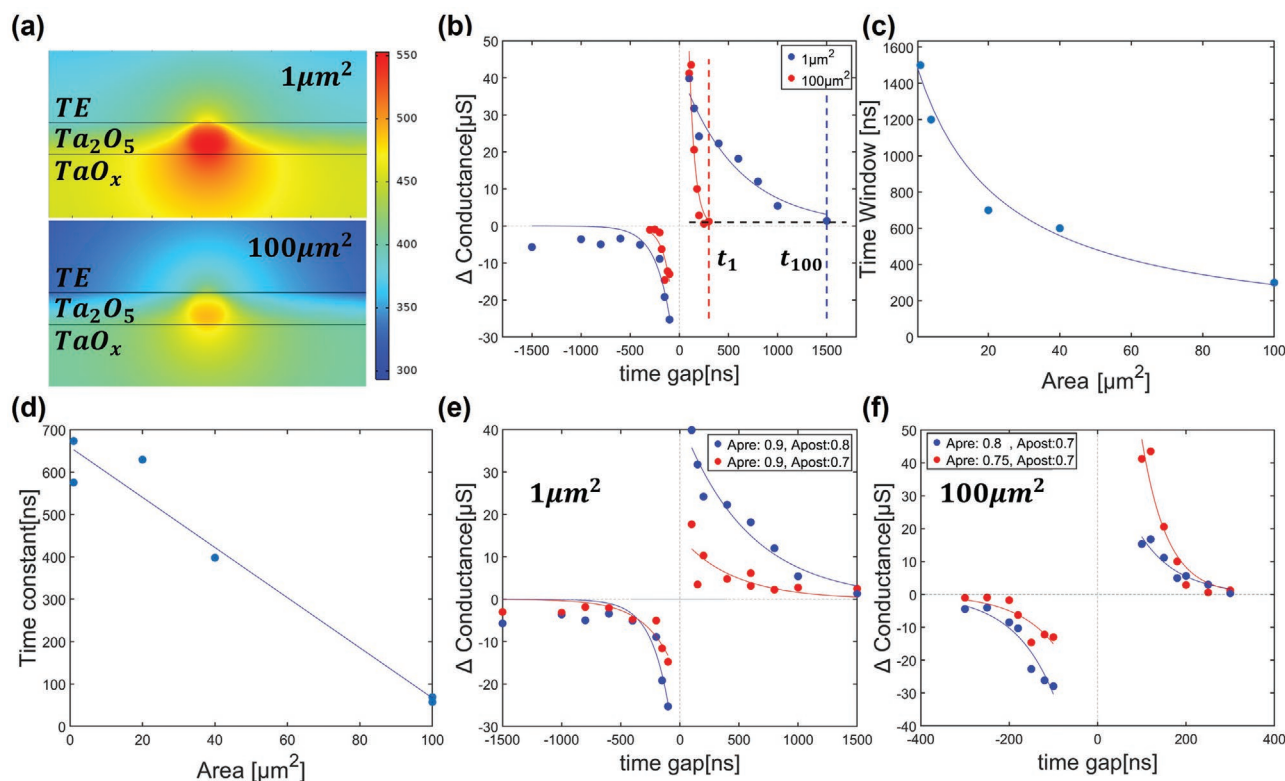 (a)
1μm²
TE
Ta₂O₅
TaOₓ
100μm²
TE
Ta₂O₅
TaOₓ
550
500
450
400
350
300
(b)
Δ Conductance[μS]
50
40
30
20
10
0
-10
-20
-30
1μm²
100μm²
t₁
t₁₀₀
-1500
-1000
-500
0
500
1000
1500
time gap[ns]
(c)
Time Window [ns]
1600
1400
1200
1000
800
600
400
200
0
20
40
60
80
100
Area [μm²]
(d)
Time constant[ns]
700
600
500
400
300
200
100
0
0
20
40
60
80
100
Area [μm²]
(e)
Δ Conductance[μS]
40
30
20
10
0
-10
-20
-30
Apre: 0.9, Apost:0.8
Apre: 0.9, Apost:0.7
1μm²
-1500
-1000
-500
0
500
1000
1500
time gap[ns]
(f)
Δ Conductance[μS]
50
40
30
20
10
0
-10
-20
-30
-40
Apre: 0.8 , Apost:0.7
Apre: 0.75, Apost:0.7
100μm²
-400
-200
0
200
400
time gap[ns]